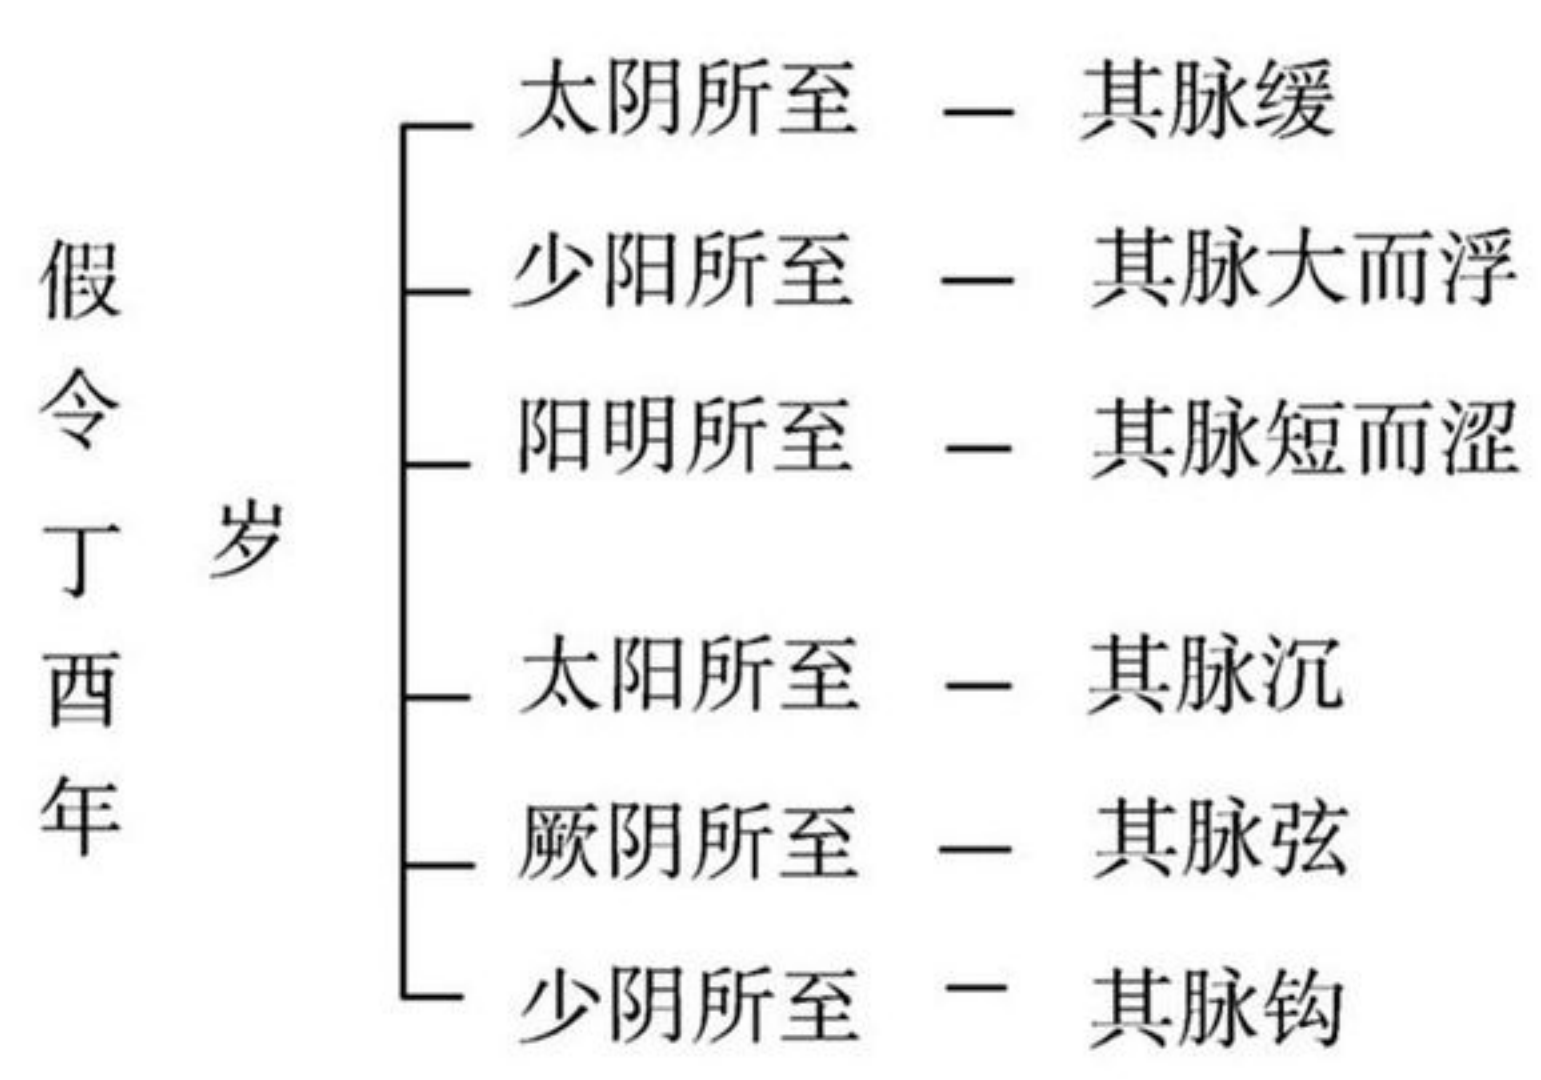 假令丁酉年
岁
太阴所至 — 其脉缓
少阳所至 — 其脉大而浮
阳明所至 — 其脉短而涩
太阳所至 — 其脉沉
厥阴所至 — 其脉弦
少阴所至 — 其脉钩